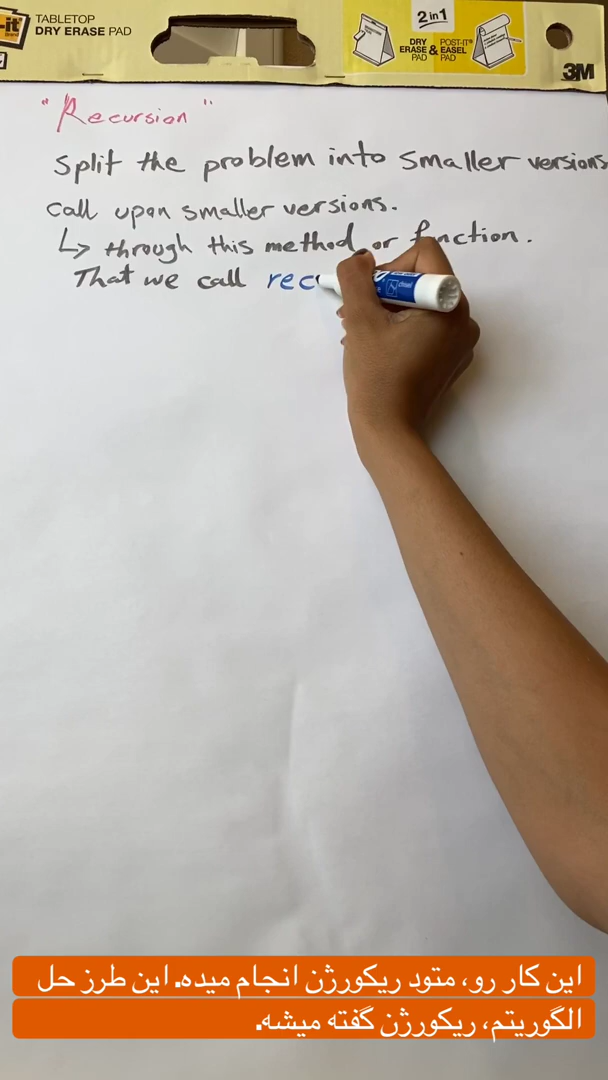 -it
TABLETOP
DRY ERASE PAD
2 in 1
DRY ERASE PAD & POST-IT® EASEL PAD
3M
"Recursion"
Split the problem into smaller versions
call upon smaller versions.
↳ through this method or function.
That we call rec
این کار رو، متود ریکورژن انجام میده. این طرز حل
الگوریتم، ریکورژن گفته میشه.